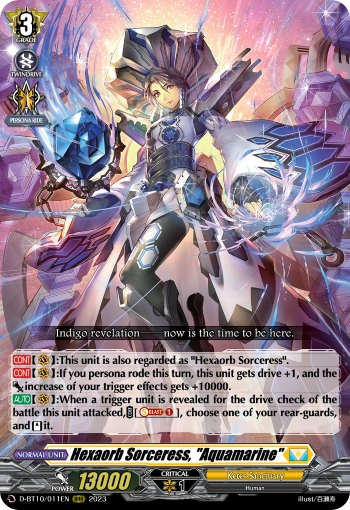 3
GRADE
TWINDRIVE
PERSONA RIDE
Indigo revelation——now is the time to be here.
CONT【】:This unit is also regarded as "Hexaorb Sorceress".
CONT【】:If you persona rode this turn, this unit gets drive +1, and the
increase of your trigger effects gets +10000.
AUTO【】:When a trigger unit is revealed for the drive check of the
battle this unit attacked, [BLAST 1], choose one of your rear-guards,
and it.
NORMAL UNIT
Hexaorb Sorceress, "Aquamarine"
POWER 13000
CRITICAL
1
Keter Sanctuary
Human
D-BT10/011EN RRR 2023
illust/百瀬寿